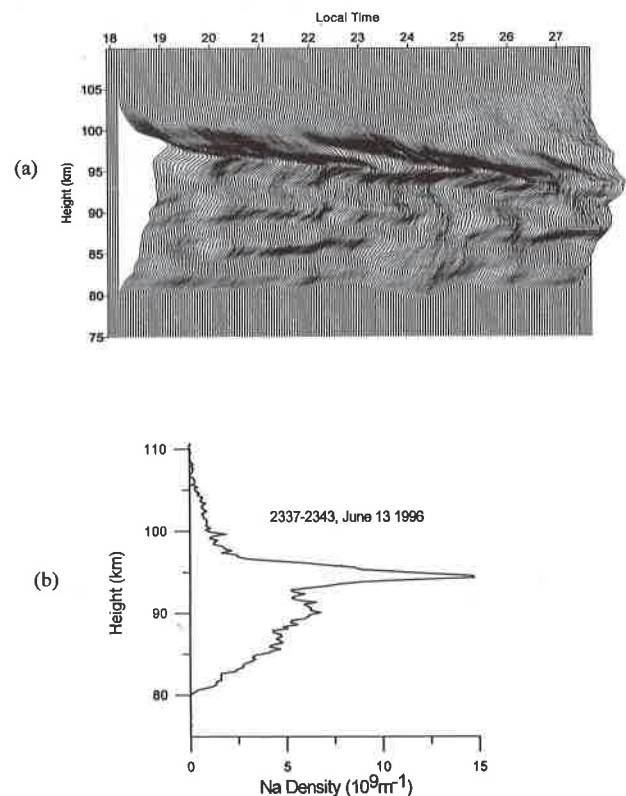 Local Time
18 19 20 21 22 23 24 25 26 27
(a)
Height (km)
105
100
95
90
85
80
75
(b)
Height (km)
110
100
90
80
2337-2343, June 13 1996
0 5 10 15
Na Density (10⁹m⁻¹)